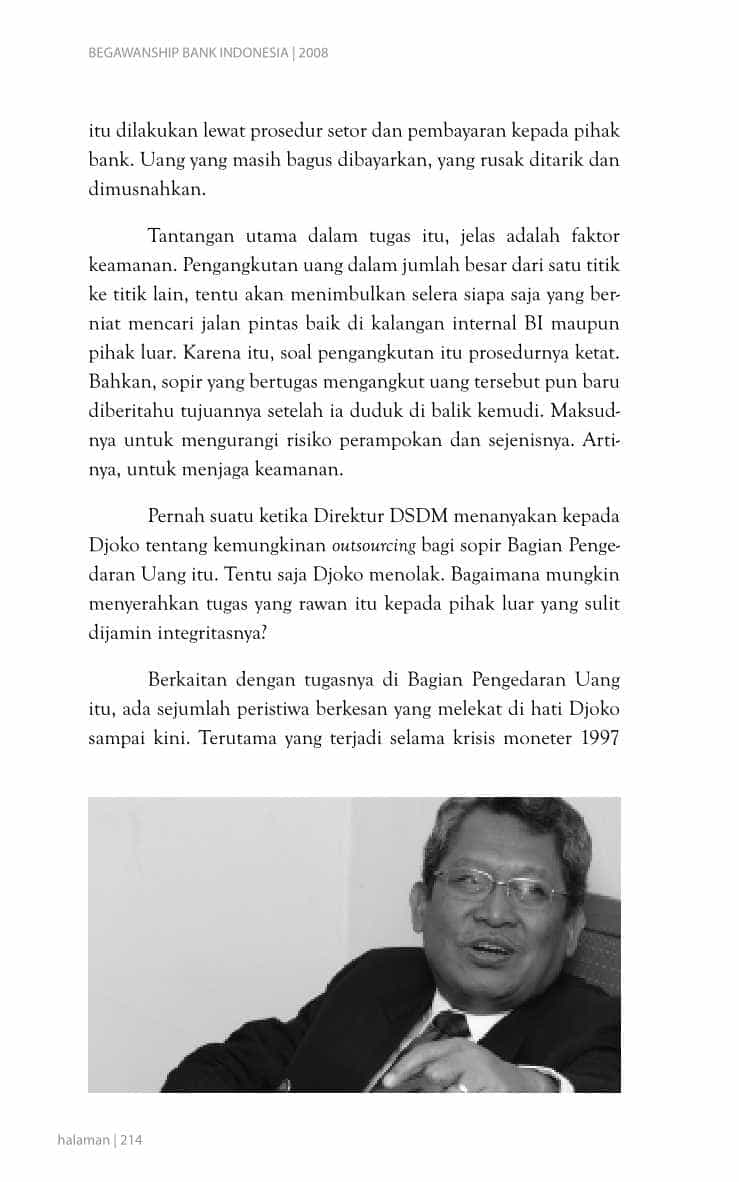 BEGAWANSHIP BANK INDONESIA | 2008
itu dilakukan lewat prosedur setor dan pembayaran kepada pihak
bank. Uang yang masih bagus dibayarkan, yang rusak ditarik dan
dimusnahkan.
Tantangan utama dalam tugas itu, jelas adalah faktor
keamanan. Pengangkutan uang dalam jumlah besar dari satu titik
ke titik lain, tentu akan menimbulkan selera siapa saja yang ber-
niat mencari jalan pintas baik di kalangan internal BI maupun
pihak luar. Karena itu, soal pengangkutan itu prosedurnya ketat.
Bahkan, sopir yang bertugas mengangkut uang tersebut pun baru
diberitahu tujuannya setelah ia duduk di balik kemudi. Maksud-
nya untuk mengurangi risiko perampokan dan sejenisnya. Arti-
nya, untuk menjaga keamanan.
Pernah suatu ketika Direktur DSDM menanyakan kepada
Djoko tentang kemungkinan outsourcing bagi sopir Bagian Penge-
daran Uang itu. Tentu saja Djoko menolak. Bagaimana mungkin
menyerahkan tugas yang rawan itu kepada pihak luar yang sulit
dijamin integritasnya?
Berkaitan dengan tugasnya di Bagian Pengedaran Uang
itu, ada sejumlah peristiwa berkesan yang melekat di hati Djoko
sampai kini. Terutama yang terjadi selama krisis moneter 1997
halaman | 214